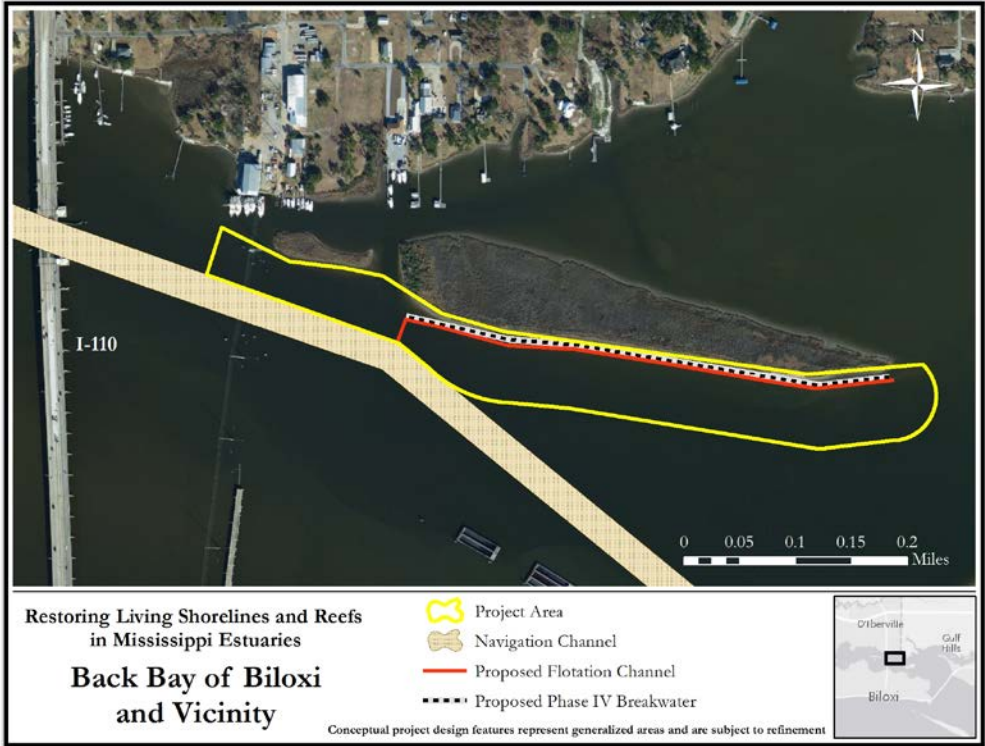 N
I-110
0 0.05 0.1 0.15 0.2
Miles
Restoring Living Shorelines and Reefs
in Mississippi Estuaries
Back Bay of Biloxi
and Vicinity
Project Area
Navigation Channel
Proposed Flotation Channel
Proposed Phase IV Breakwater
Conceptual project design features represent generalized areas and are subject to refinement
D'Iberville
Gulf
Hills
Biloxi